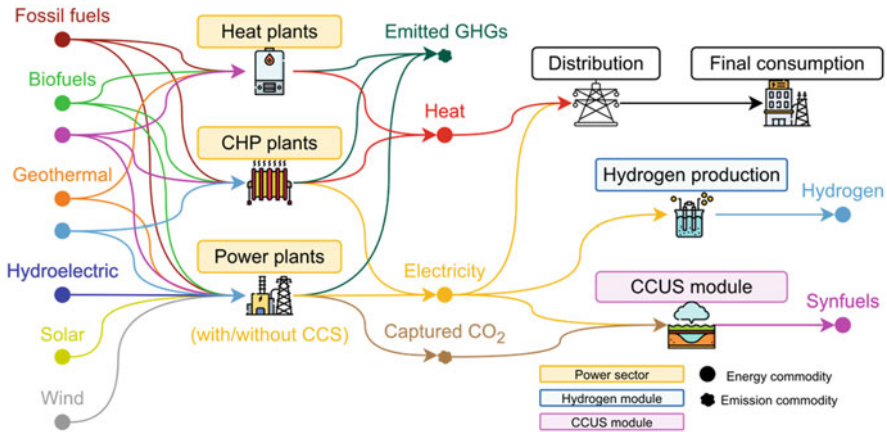 Fossil fuels
Heat plants
Emitted GHGs
Distribution
Final consumption
Biofuels
Heat
CHP plants
Geothermal
Hydrogen production
Hydrogen
Power plants
Hydroelectric
Electricity
CCUS module
Synfuels
Solar
(with/without CCS)
Captured CO₂
Wind
Power sector
Energy commodity
Hydrogen module
Emission commodity
CCUS module